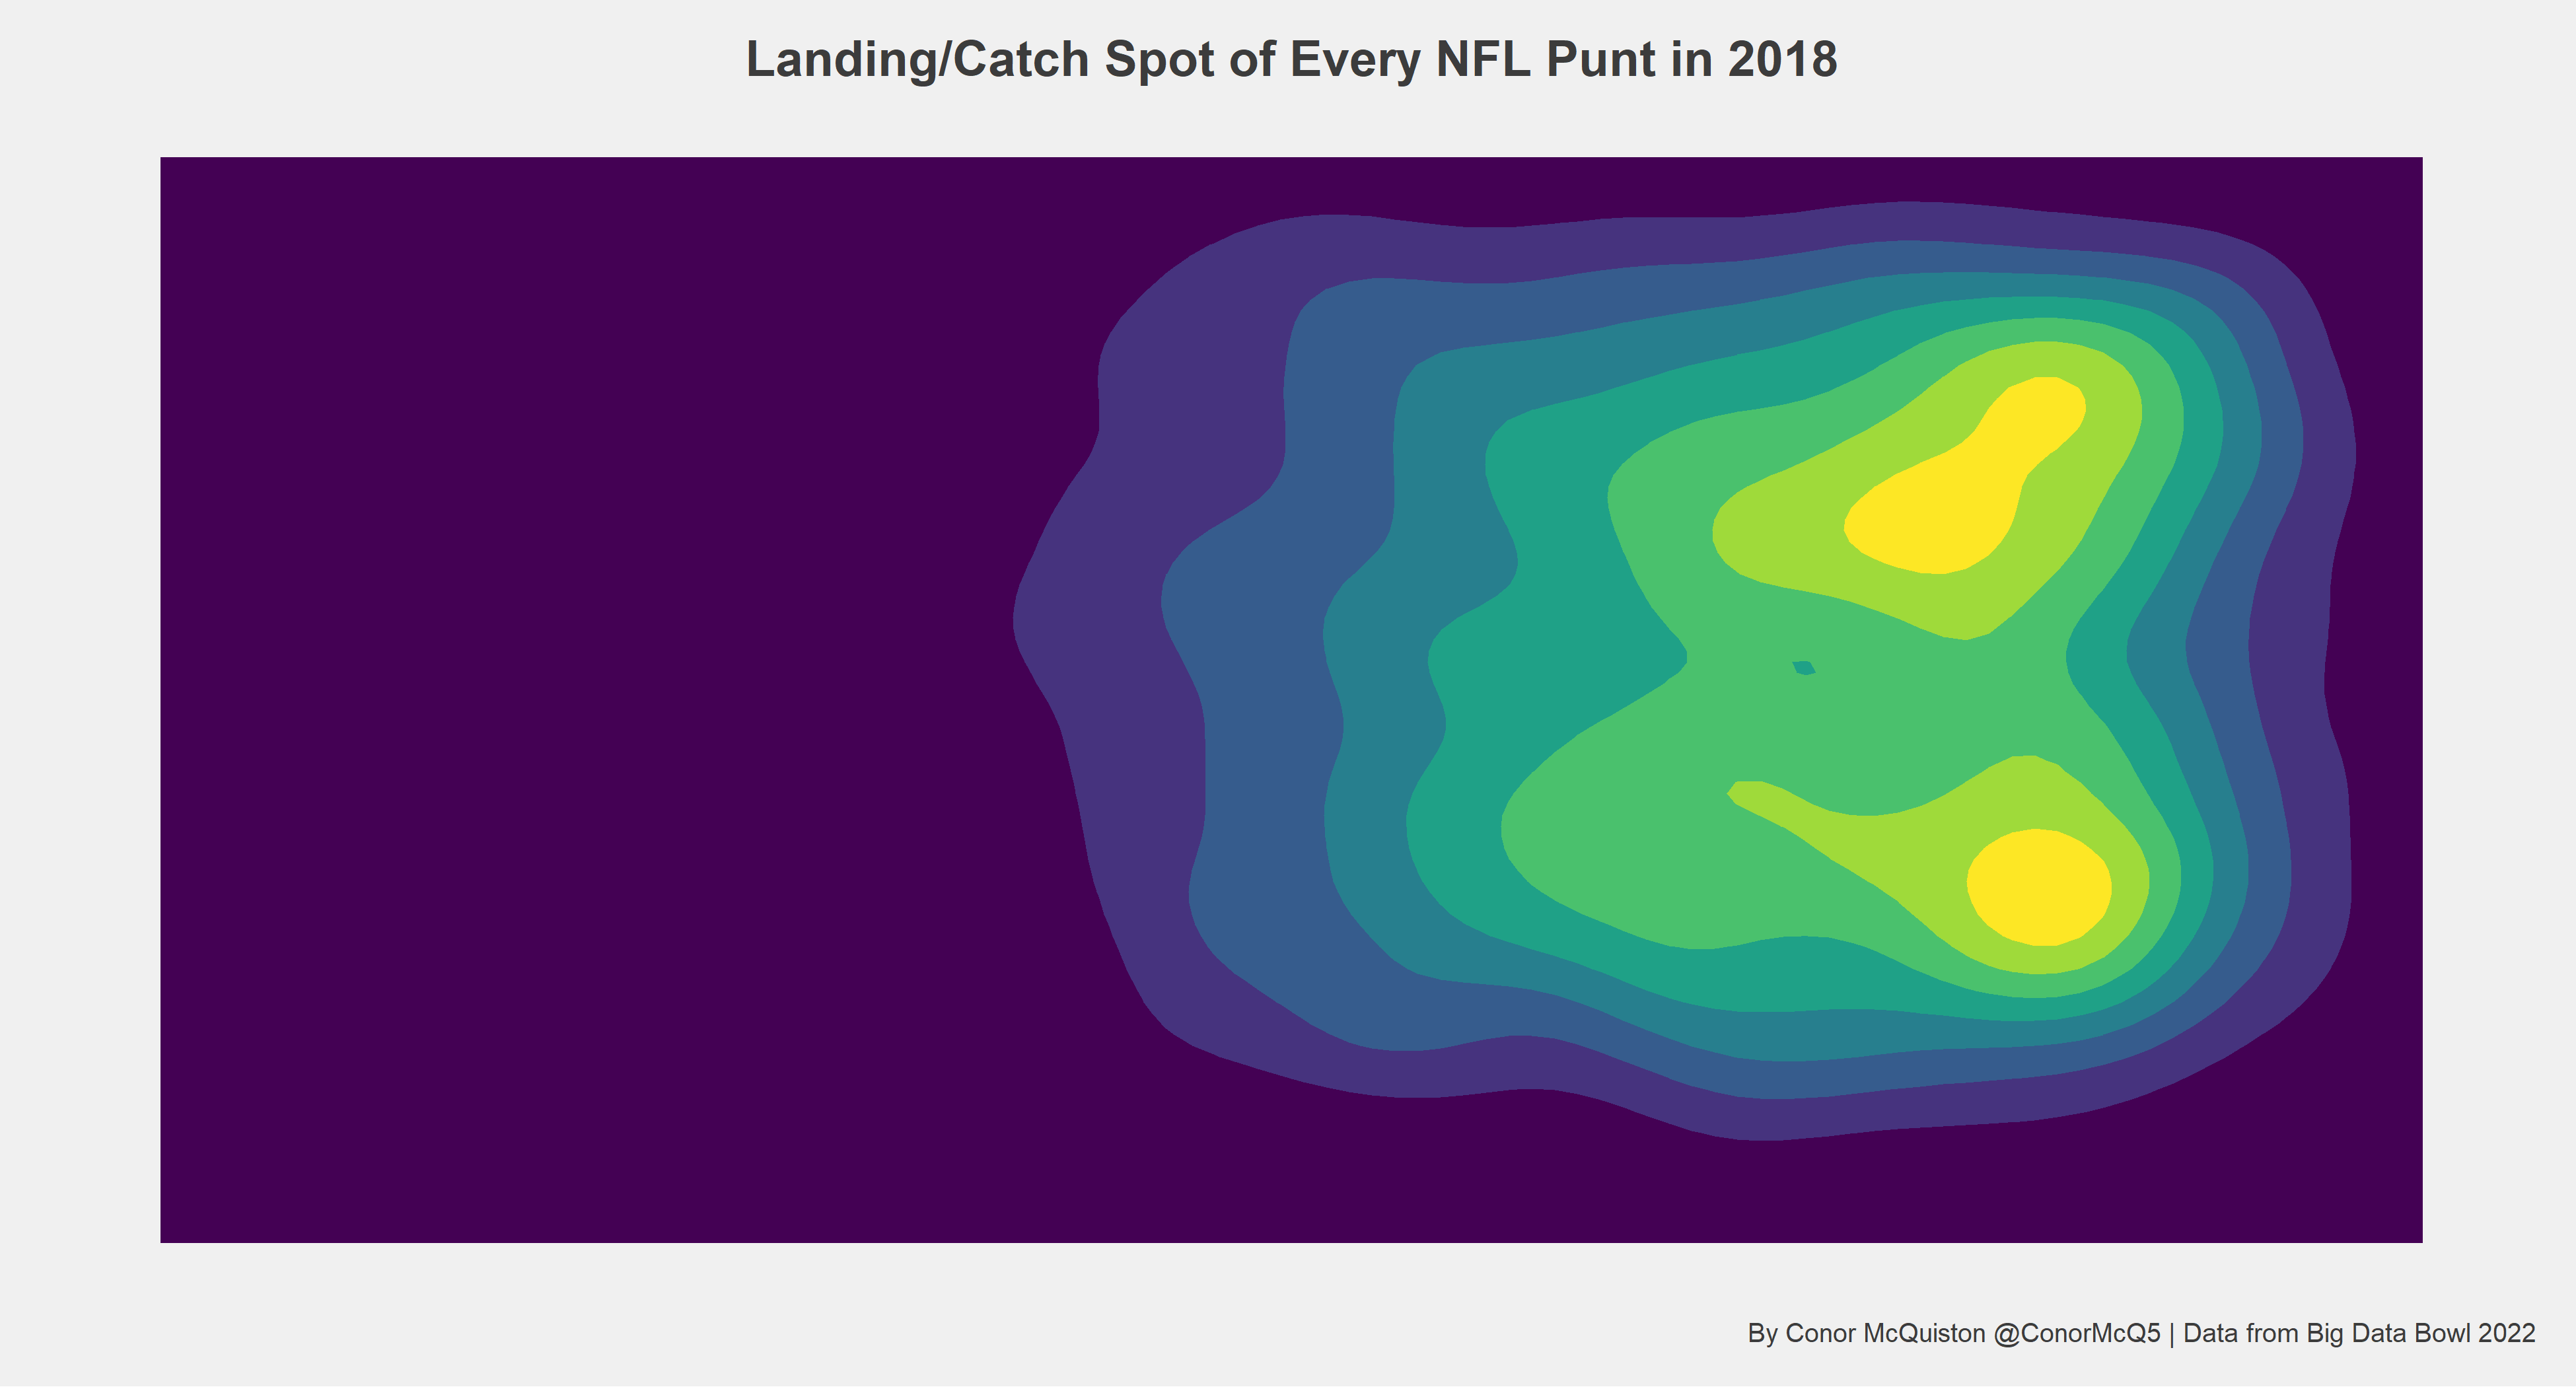 Landing/Catch Spot of Every NFL Punt in 2018
By Conor McQuiston @ConorMcQ5 | Data from Big Data Bowl 2022